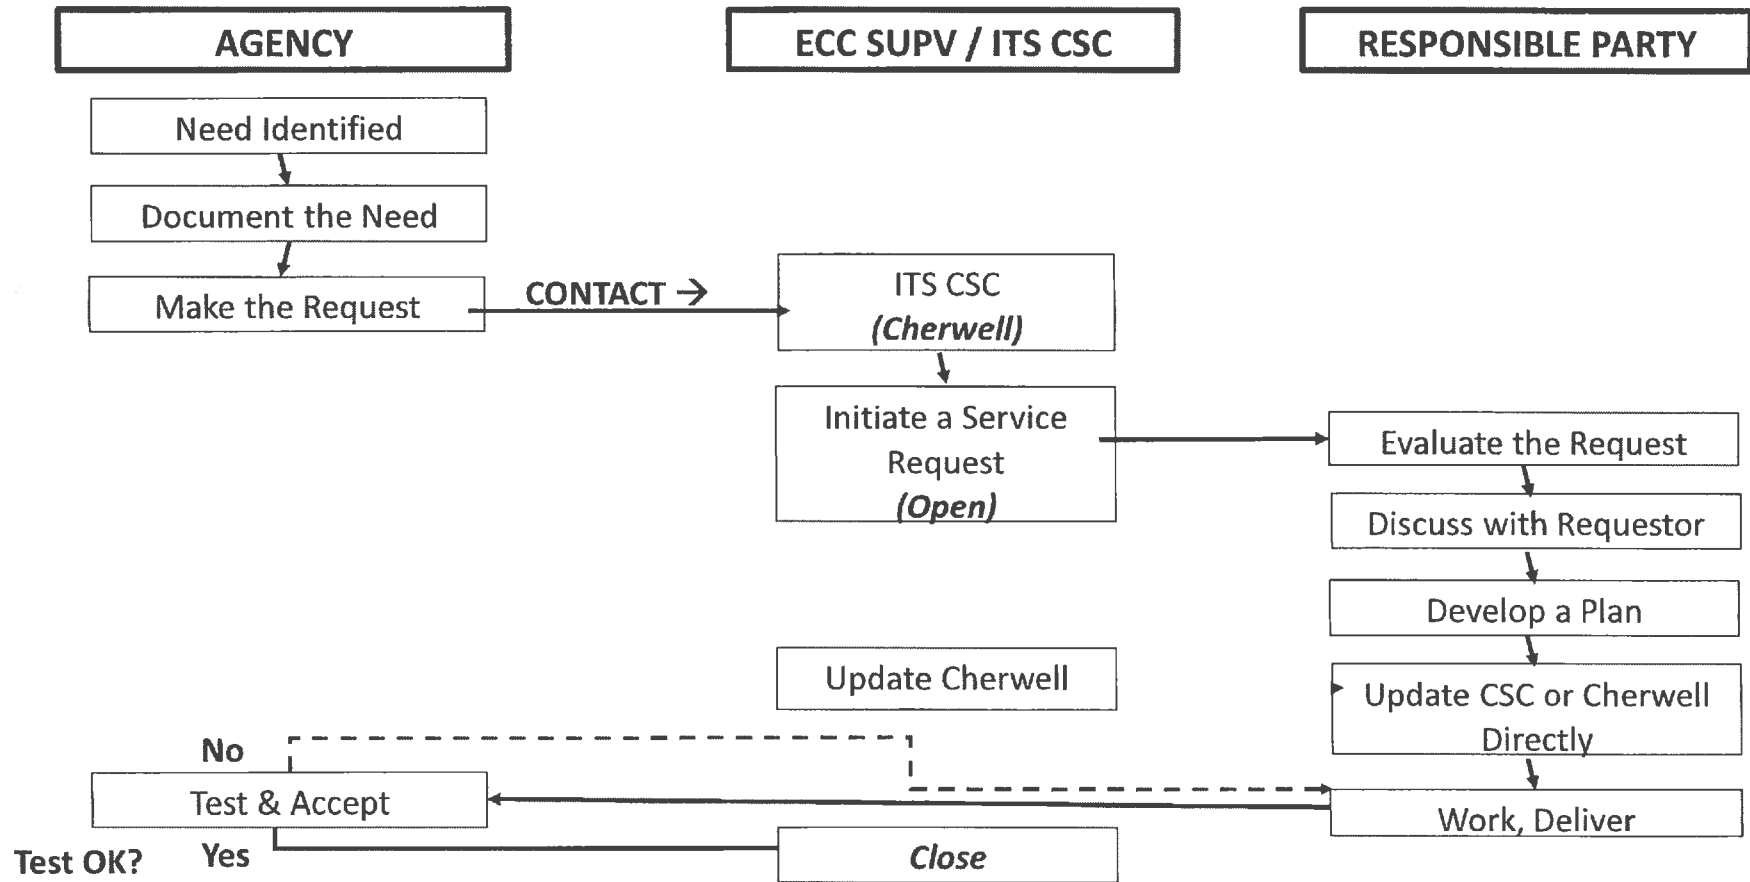 AGENCY
ECC SUPV / ITS CSC
RESPONSIBLE PARTY
Need Identified
Document the Need
Make the Request
CONTACT →
ITS CSC
(Cherwell)
Initiate a Service
Request
(Open)
Evaluate the Request
Discuss with Requestor
Develop a Plan
Update Cherwell
Update CSC or Cherwell
Directly
No
Test & Accept
Work, Deliver
Test OK?
Yes
Close